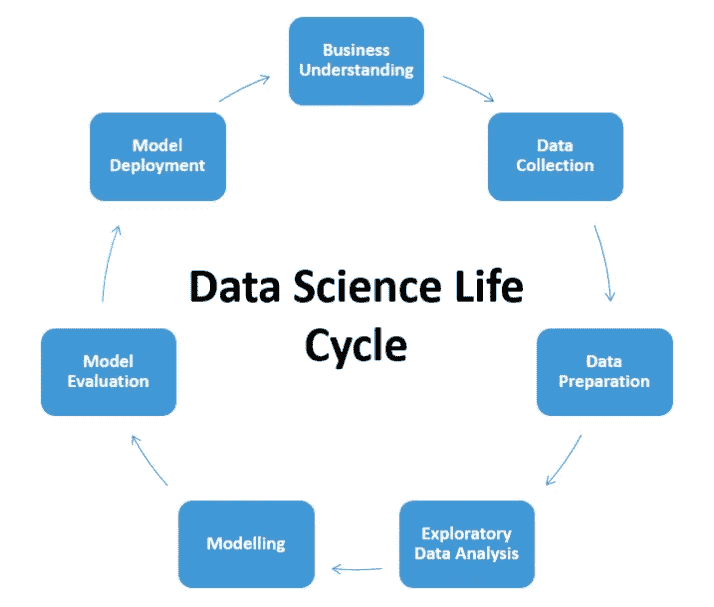 Business
Understanding
Data
Collection
Data
Preparation
Exploratory
Data Analysis
Modelling
Model
Evaluation
Model
Deployment
Data Science Life
Cycle